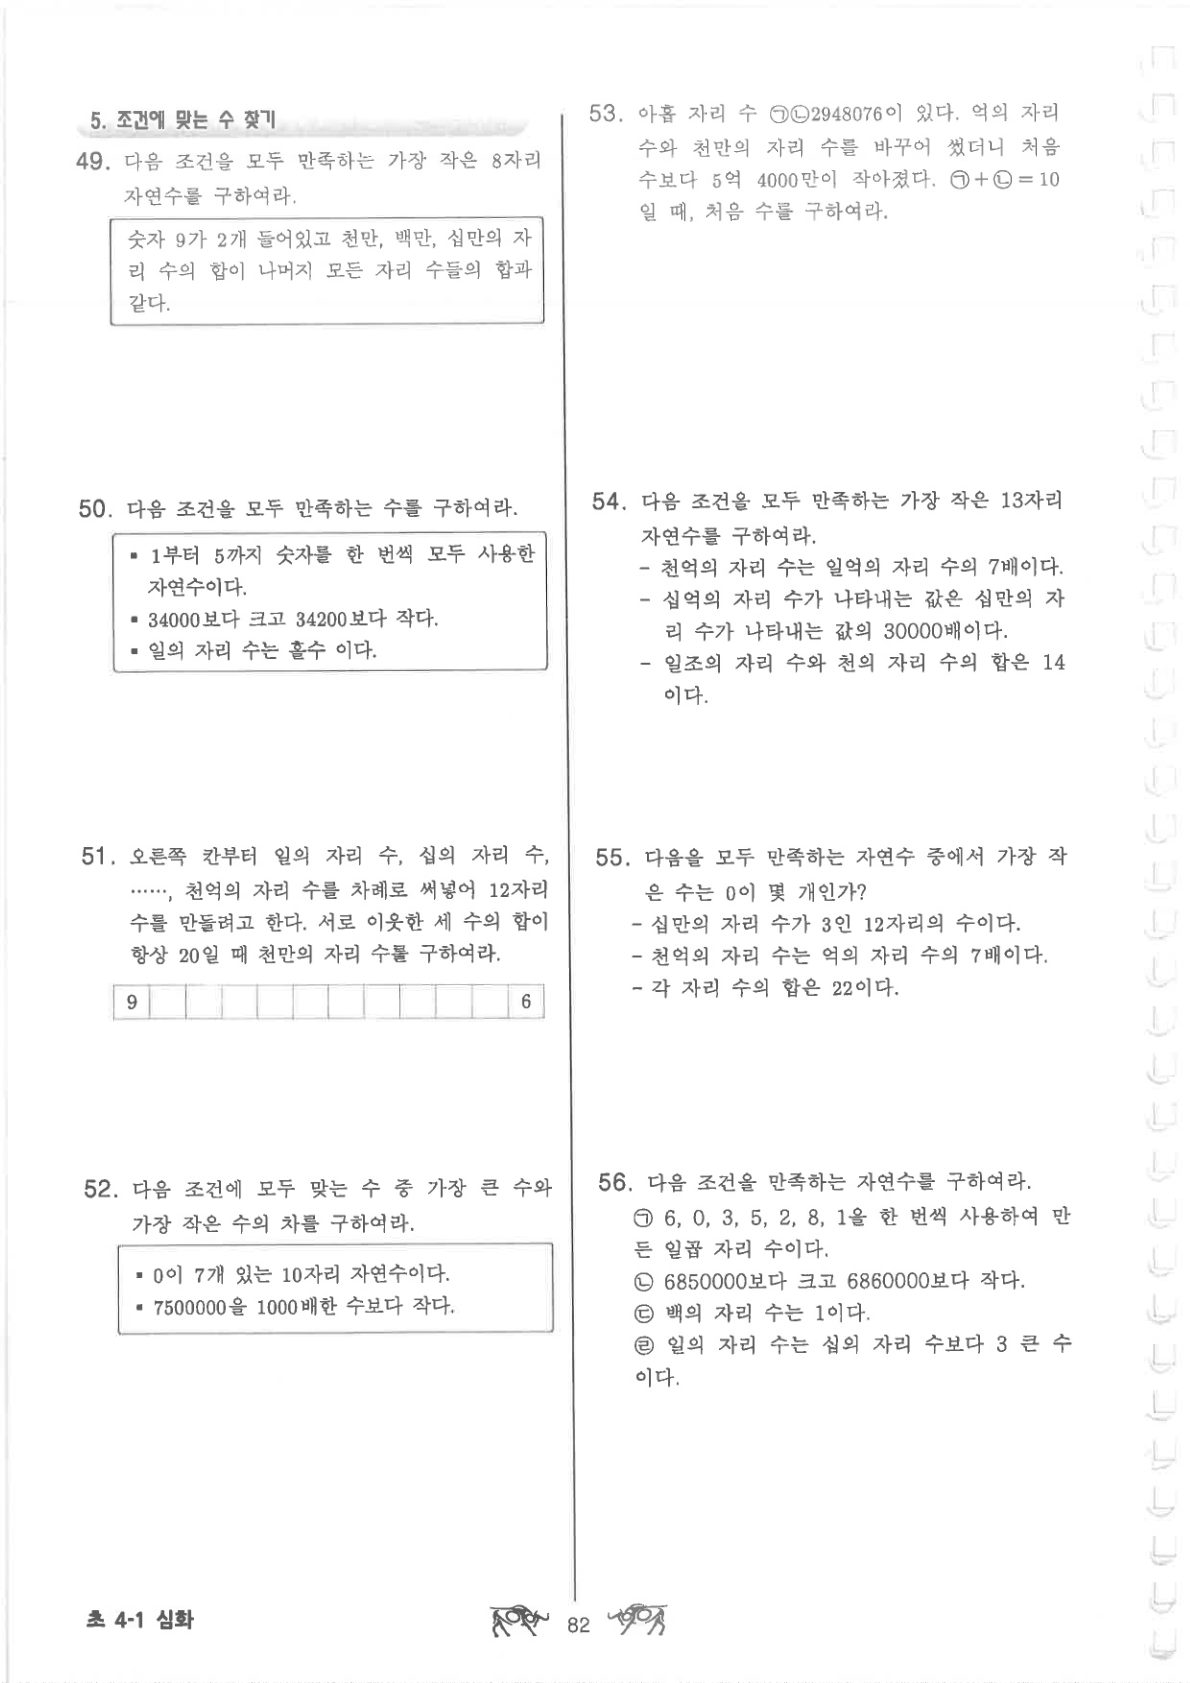 5. 조건에 맞는 수 찾기
49. 다음 조건을 모두 만족하는 가장 작은 8자리
자연수를 구하여라.
숫자 9가 2개 들어있고 천만, 백만, 십만의 자
리 수의 합이 나머지 모든 자리 수들의 합과
같다.
50. 다음 조건을 모두 만족하는 수를 구하여라.
▪ 1부터 5까지 숫자를 한 번씩 모두 사용한
자연수이다.
▪ 34000보다 크고 34200보다 작다.
▪ 일의 자리 수는 홀수 이다.
51. 오른쪽 칸부터 일의 자리 수, 십의 자리 수,
……, 천억의 자리 수를 차례로 써넣어 12자리
수를 만들려고 한다. 서로 이웃한 세 수의 합이
항상 20일 때 천만의 자리 수를 구하여라.
9 6
52. 다음 조건에 모두 맞는 수 중 가장 큰 수와
가장 작은 수의 차를 구하여라.
▪ 0이 7개 있는 10자리 자연수이다.
▪ 7500000을 1000배한 수보다 작다.
53. 아홉 자리 수 ㉠㉡2948076이 있다. 억의 자리
수와 천만의 자리 수를 바꾸어 썼더니 처음
수보다 5억 4000만이 작아졌다. ㉠+㉡=10
일 때, 처음 수를 구하여라.
54. 다음 조건을 모두 만족하는 가장 작은 13자리
자연수를 구하여라.
- 천억의 자리 수는 일억의 자리 수의 7배이다.
- 십억의 자리 수가 나타내는 값은 십만의 자
리 수가 나타내는 값의 30000배이다.
- 일조의 자리 수와 천의 자리 수의 합은 14
이다.
55. 다음을 모두 만족하는 자연수 중에서 가장 작
은 수는 0이 몇 개인가?
- 십만의 자리 수가 3인 12자리의 수이다.
- 천억의 자리 수는 억의 자리 수의 7배이다.
- 각 자리 수의 합은 22이다.
56. 다음 조건을 만족하는 자연수를 구하여라.
㉠ 6, 0, 3, 5, 2, 8, 1을 한 번씩 사용하여 만
든 일곱 자리 수이다.
㉡ 6850000보다 크고 6860000보다 작다.
㉢ 백의 자리 수는 1이다.
㉣ 일의 자리 수는 십의 자리 수보다 3 큰 수
이다.
초 4-1 심화
82